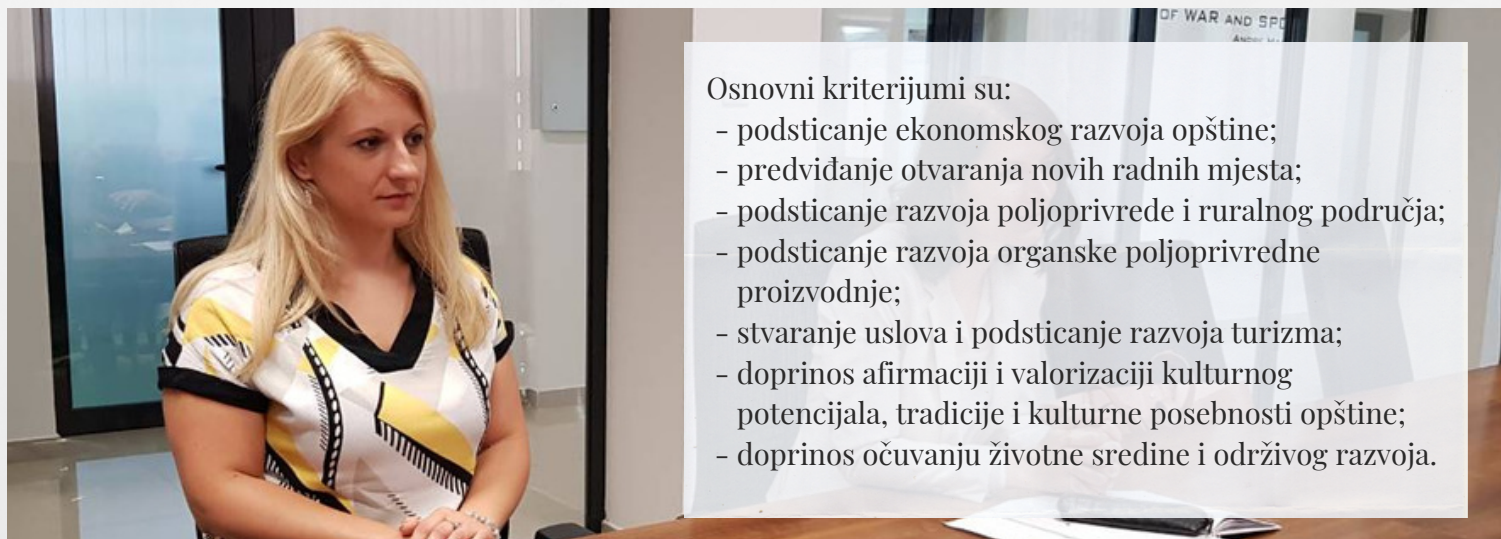 OF WAR AND SPO
Osnovni kriterijumi su:
- podsticanje ekonomskog razvoja opštine;
- predviđanje otvaranja novih radnih mjesta;
- podsticanje razvoja poljoprivrede i ruralnog područja;
- podsticanje razvoja organske poljoprivredne
proizvodnje;
- stvaranje uslova i podsticanje razvoja turizma;
- doprinos afirmaciji i valorizaciji kulturnog
potencijala, tradicije i kulturne posebnosti opštine;
- doprinos očuvanju životne sredine i održivog razvoja.